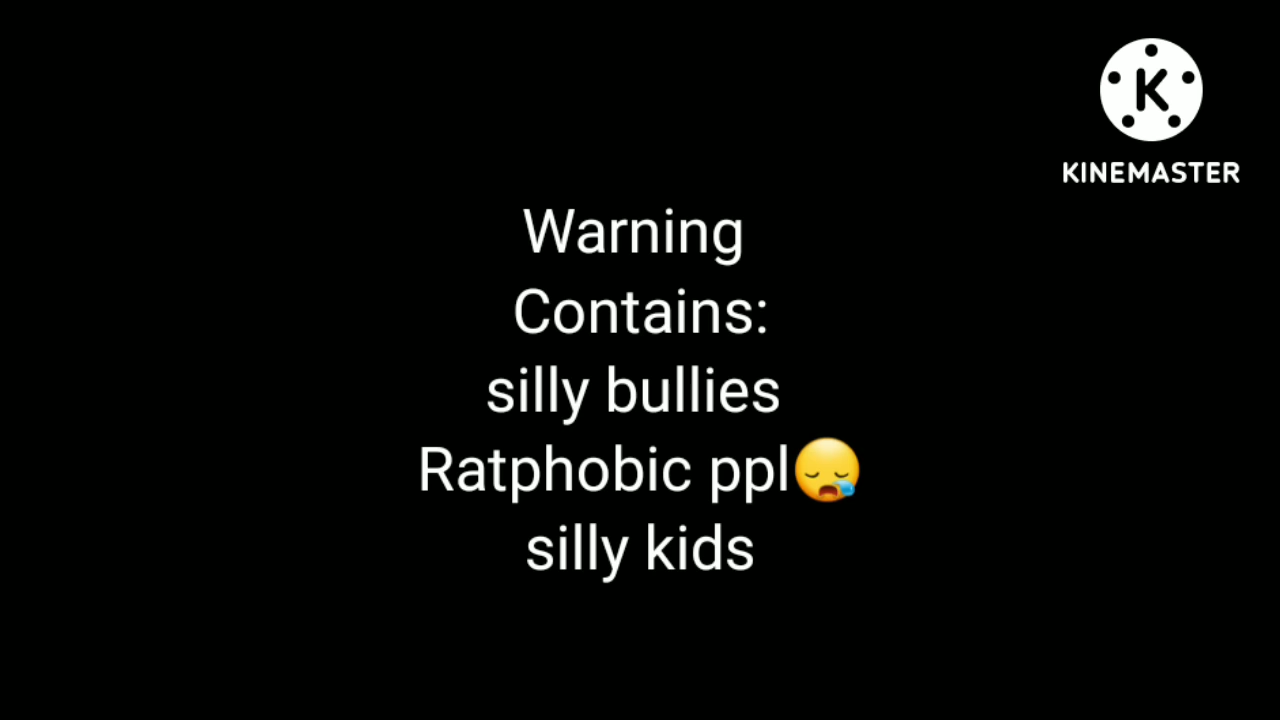 K
KINEMASTER
Warning
Contains:
silly bullies
Ratphobic ppl😪
silly kids